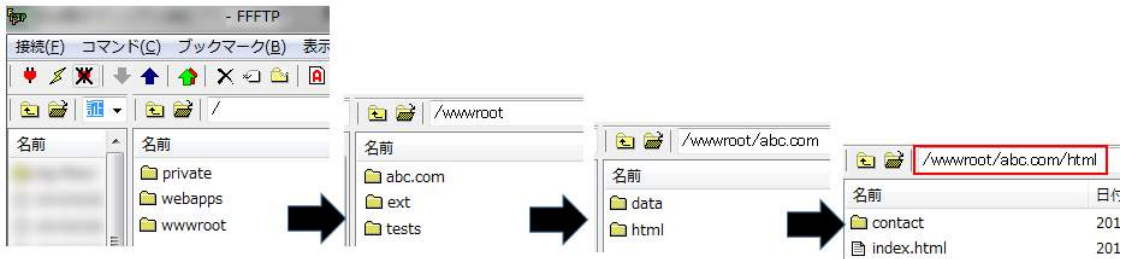 - FFFTP
接続(F) コマンド(C) ブックマーク(B) 表示
/
名前
名前
private
webapps
wwwroot
/wwwroot
名前
abc.com
ext
tests
/wwwroot/abc.com
名前
data
html
/wwwroot/abc.com/html
名前 日付
contact 201
index.html 201